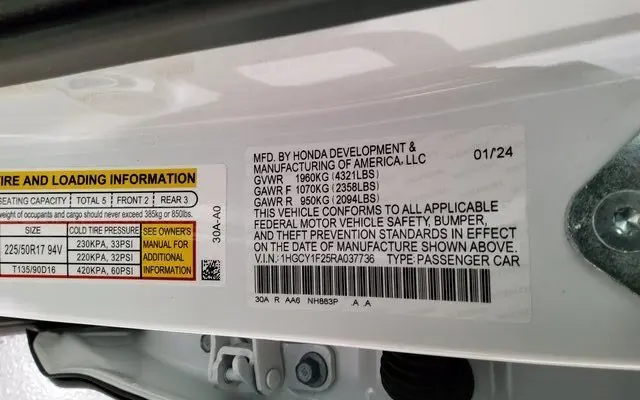 TIRE AND LOADING INFORMATION
SEATING CAPACITY TOTAL 5 FRONT 2 REAR 3
weight of occupants and cargo should never exceed 385kg or 850lbs.
SIZE COLD TIRE PRESSURE SEE OWNER'S MANUAL FOR ADDITIONAL INFORMATION
225/50R17 94V 230KPA, 33PSI
220KPA, 32PSI
T135/90D16 420KPA, 60PSI
30A-A0
MFD. BY HONDA DEVELOPMENT & 01/24
MANUFACTURING OF AMERICA, LLC
GVWR 1960KG (4321LBS)
GAWR F 1070KG (2358LBS)
GAWR R 950KG (2094LBS)
THIS VEHICLE CONFORMS TO ALL APPLICABLE
FEDERAL MOTOR VEHICLE SAFETY, BUMPER,
AND THEFT PREVENTION STANDARDS IN EFFECT
ON THE DATE OF MANUFACTURE SHOWN ABOVE.
V.I.N.: 1HGCY1F25RA037736 TYPE: PASSENGER CAR
30A R AA6 NH883P A A